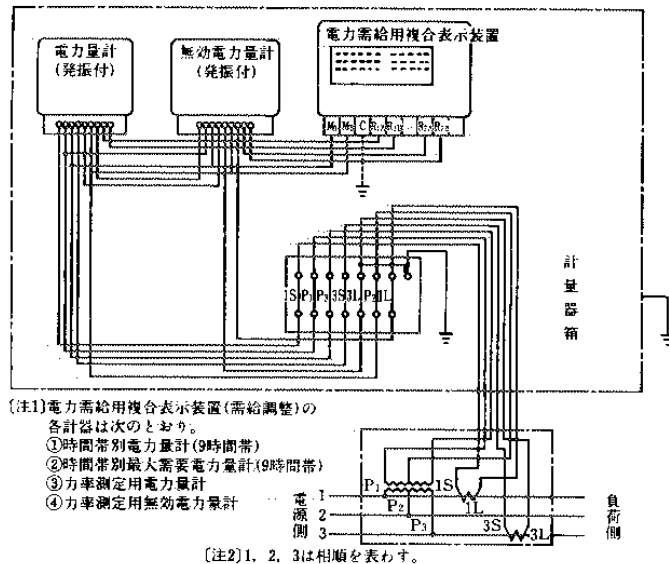 電力量計
(発振付)
無効電力量計
(発振付)
電力需給用複合表示装置
C
1S P₁ P₃ 3S 3L P₂ 1L
計量器箱
〔注1〕電力需給用複合表示装置(需給調整)の
各計器は次のとおり。
①時間帯別電力量計(9時間帯)
②時間帯別最大需要電力量計(9時間帯)
③力率測定用電力量計
④力率測定用無効電力量計
電源側
1
2
3
P₁
P₂
P₃
1S
1L
3S
3L
負荷側
〔注2〕1, 2, 3は相順を表わす。